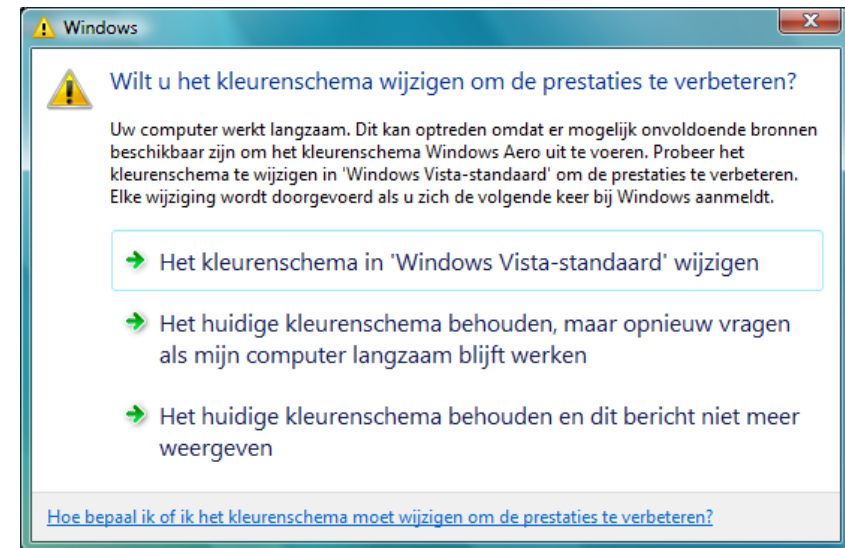 Windows
Wilt u het kleurenschema wijzigen om de prestaties te verbeteren?
Uw computer werkt langzaam. Dit kan optreden omdat er mogelijk onvoldoende bronnen
beschikbaar zijn om het kleurenschema Windows Aero uit te voeren. Probeer het
kleurenschema te wijzigen in 'Windows Vista-standaard' om de prestaties te verbeteren.
Elke wijziging wordt doorgevoerd als u zich de volgende keer bij Windows aanmeldt.
Het kleurenschema in 'Windows Vista-standaard' wijzigen
Het huidige kleurenschema behouden, maar opnieuw vragen
als mijn computer langzaam blijft werken
Het huidige kleurenschema behouden en dit bericht niet meer
weergeven
Hoe bepaal ik of ik het kleurenschema moet wijzigen om de prestaties te verbeteren?